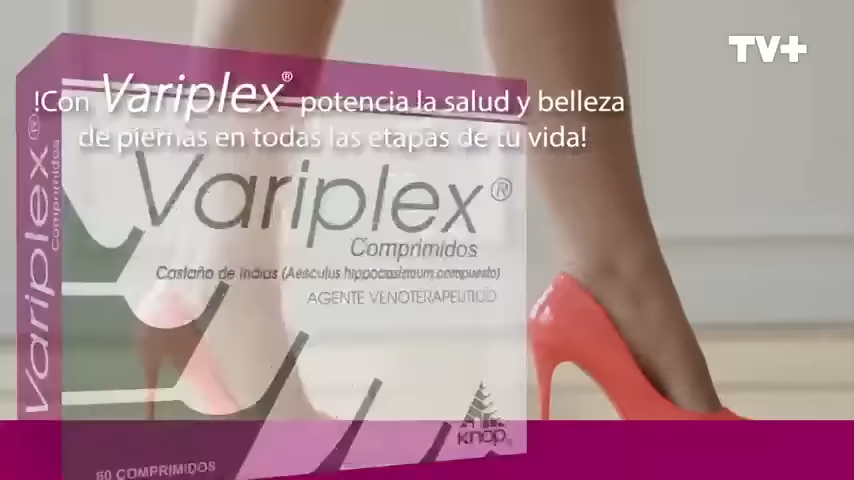 TV+
!Con Variplex® potencia la salud y belleza
de piernas en todas las etapas de tu vida!
Variplex®
Comprimidos
Variplex®
Comprimidos
Castaño de Indias (Aesculus hippocastanum compuesto)
AGENTE VENOTERAPEUTICO
Knop
60 COMPRIMIDOS